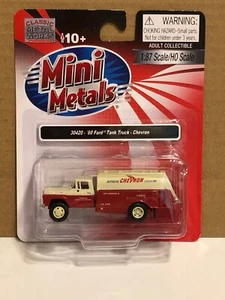 CLASSIC
METAL
WORKS
10+
WARNING:
CHOKING HAZARD-Small parts.
Not for children under 3 years.
ADULT COLLECTIBLE
Mini
Metals
1:87 Scale/HO Scale
30420 - '60 Ford Tank Truck - Chevron
CHEVRON